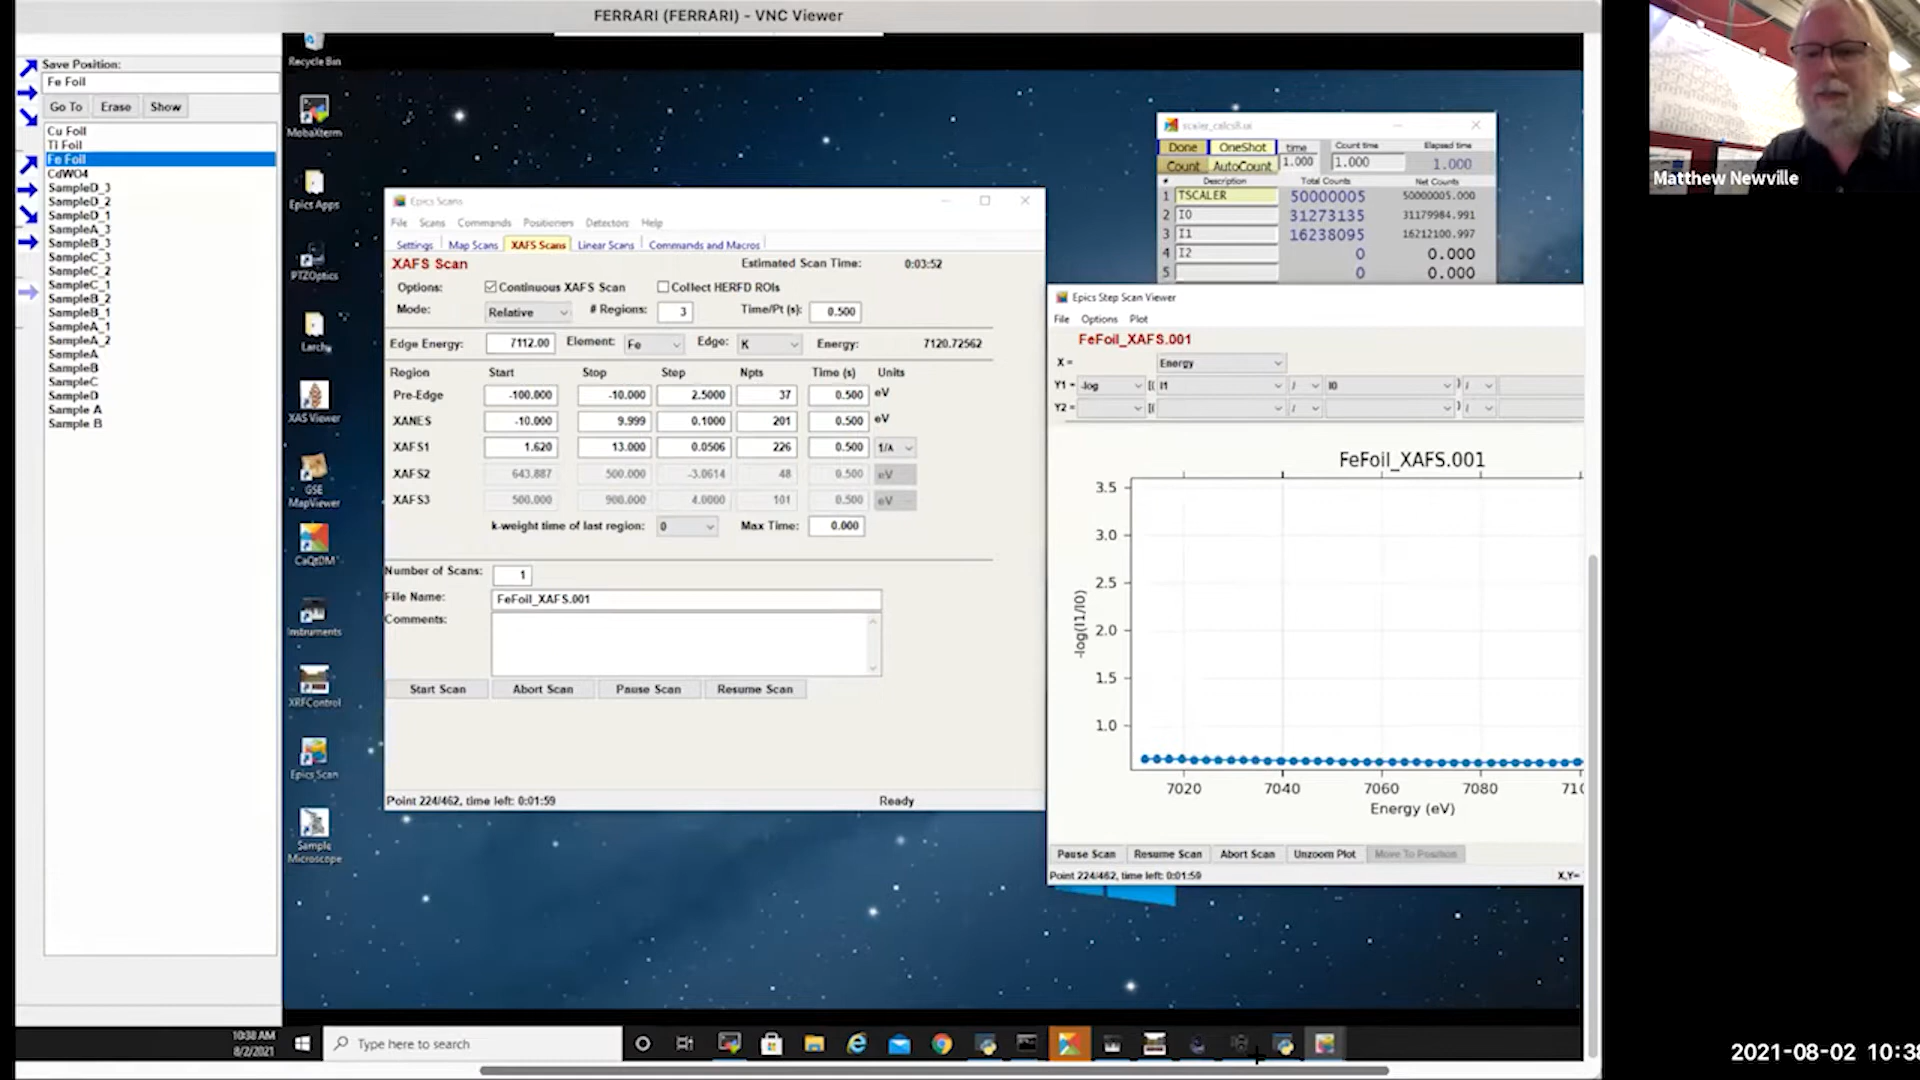 FERRARI (FERRARI) - VNC Viewer
Save Position:
Fe Foil
Go To Erase Show
Cu Foil
Ti Foil
Fe Foil
CdWO4
SampleD_3
SampleD_2
SampleD_1
SampleA_3
SampleB_3
SampleC_3
SampleC_2
SampleC_1
SampleB_2
SampleB_1
SampleA_1
SampleA_2
SampleA
SampleB
SampleC
SampleD
Sample A
Sample B
Recycle Bin
MobaXterm
Epics Apps
PTZOptics
Larch
XAS Viewer
GSE
MapViewer
CaQtDM
Instruments
XRFControl
Epics Scan
Sample
Microscope
Epics Scans
File Scans Commands Positioners Detectors Help
Settings Map Scans XAFS Scans Linear Scans Commands and Macros
XAFS Scan Estimated Scan Time: 0:03:52
Options: Continuous XAFS Scan Collect HERFD ROIs
Mode: Relative # Regions: 3 Time/Pt (s): 0.500
Edge Energy: 7112.00 Element: Fe Edge: K Energy: 7120.72562
Region Start Stop Step Npts Time (s) Units
Pre-Edge -100.000 -10.000 2.5000 37 0.500 eV
XANES -10.000 9.999 0.1000 201 0.500 eV
XAFS1 1.620 13.000 0.0506 226 0.500 1/A
XAFS2 643.887 500.000 -3.0614 48 0.500 eV
XAFS3 500.000 900.000 4.0000 101 0.500 eV
k-weight time of last region: 0 Max Time: 0.000
Number of Scans: 1
File Name: FeFoil_XAFS.001
Comments:
Start Scan Abort Scan Pause Scan Resume Scan
Point 224/462, time left: 0:01:59 Ready
Done OneShot time Count time Elapsed time
Count AutoCount 1.000 1.000 1.000
# Description Total Counts Net Counts
1 TSCALER 50000005 50000005.000
2 I0 31273135 31179984.991
3 I1 16238095 16212100.997
4 I2 0 0.000
5 0 0.000
Epics Step Scan Viewer
File Options Plot
FeFoil_XAFS.001
X = Energy
Y1 = -log [( I1 / I0 ) /
Y2 = [( / ) /
FeFoil_XAFS.001
3.5
3.0
2.5
2.0
1.5
1.0
-log(I1/I0)
7020 7040 7060 7080 710
Energy (eV)
Pause Scan Resume Scan Abort Scan Unzoom Plot Move To Position
Point 224/462, time left: 0:01:59 X,Y=
10:38 AM
8/2/2021
Type here to search
Matthew Newville
2021-08-02 10:38